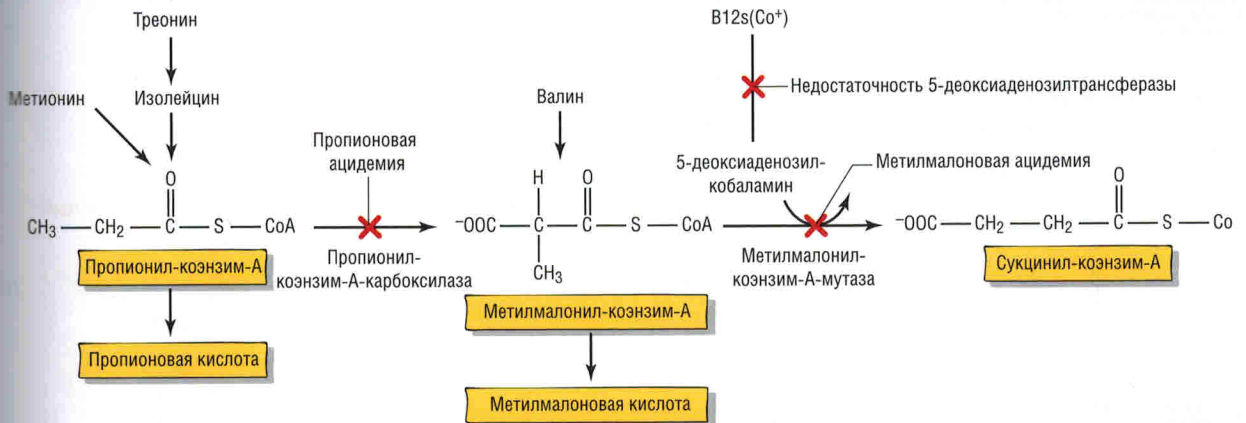 Треонин
B12s(Co⁺)
Недостаточность 5-деоксиаденозилтрансферазы
Метионин
Изолейцин
Валин
Пропионовая
ацидемия
5-деоксиаденозил-
кобаламин
Метилмалоновая ацидемия
O
H
O
O
CH₃ — CH₂ — C — S — CoA
⁻OOC — C — C — S — CoA
⁻OOC — CH₂ — CH₂ — C — S — Co
CH₃
Пропионил-коэнзим-А
Пропионил-
коэнзим-А-карбоксилаза
Метилмалонил-
коэнзим-А-мутаза
Сукцинил-коэнзим-А
Метилмалонил-коэнзим-А
Пропионовая кислота
Метилмалоновая кислота